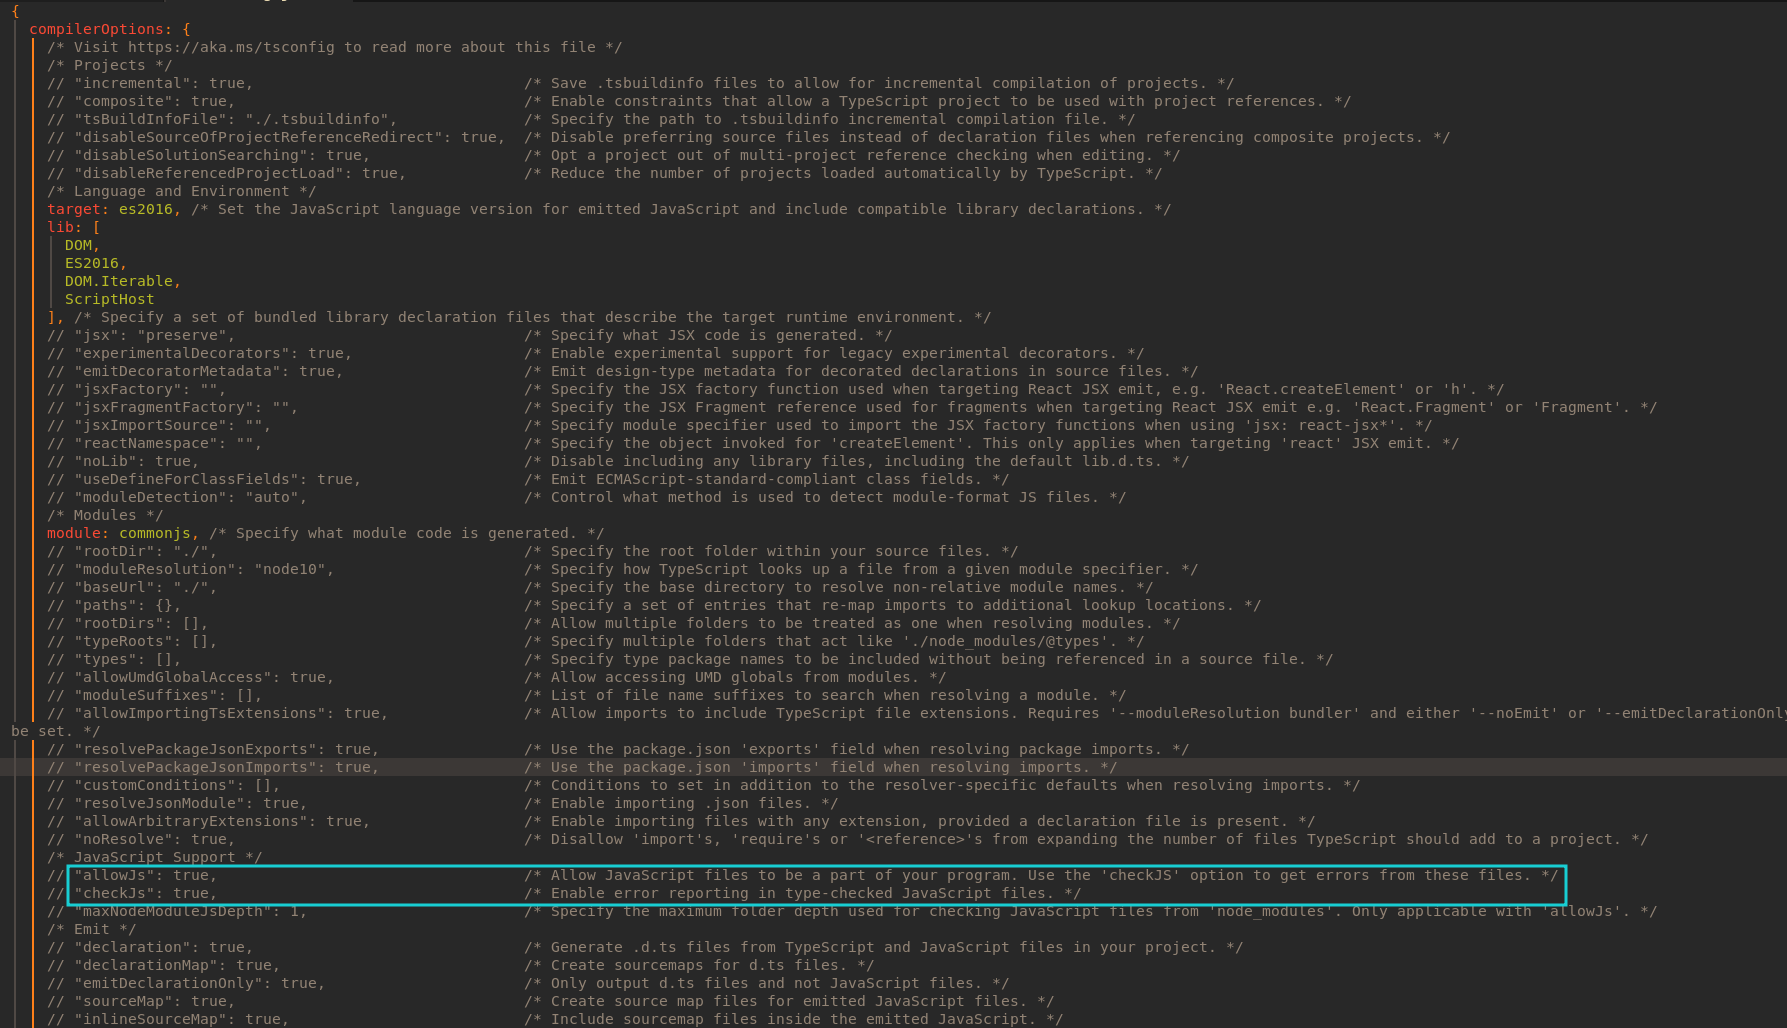 {
compilerOptions: {
/* Visit https://aka.ms/tsconfig to read more about this file */
/* Projects */
// "incremental": true, /* Save .tsbuildinfo files to allow for incremental compilation of projects. */
// "composite": true, /* Enable constraints that allow a TypeScript project to be used with project references. */
// "tsBuildInfoFile": "./.tsbuildinfo", /* Specify the path to .tsbuildinfo incremental compilation file. */
// "disableSourceOfProjectReferenceRedirect": true, /* Disable preferring source files instead of declaration files when referencing composite projects. */
// "disableSolutionSearching": true, /* Opt a project out of multi-project reference checking when editing. */
// "disableReferencedProjectLoad": true, /* Reduce the number of projects loaded automatically by TypeScript. */
/* Language and Environment */
target: es2016, /* Set the JavaScript language version for emitted JavaScript and include compatible library declarations. */
lib: [
DOM,
ES2016,
DOM.Iterable,
ScriptHost
], /* Specify a set of bundled library declaration files that describe the target runtime environment. */
// "jsx": "preserve", /* Specify what JSX code is generated. */
// "experimentalDecorators": true, /* Enable experimental support for legacy experimental decorators. */
// "emitDecoratorMetadata": true, /* Emit design-type metadata for decorated declarations in source files. */
// "jsxFactory": "", /* Specify the JSX factory function used when targeting React JSX emit, e.g. 'React.createElement' or 'h'. */
// "jsxFragmentFactory": "", /* Specify the JSX Fragment reference used for fragments when targeting React JSX emit e.g. 'React.Fragment' or 'Fragment'. */
// "jsxImportSource": "", /* Specify module specifier used to import the JSX factory functions when using 'jsx: react-jsx*'. */
// "reactNamespace": "", /* Specify the object invoked for 'createElement'. This only applies when targeting 'react' JSX emit. */
// "noLib": true, /* Disable including any library files, including the default lib.d.ts. */
// "useDefineForClassFields": true, /* Emit ECMAScript-standard-compliant class fields. */
// "moduleDetection": "auto", /* Control what method is used to detect module-format JS files. */
/* Modules */
module: commonjs, /* Specify what module code is generated. */
// "rootDir": "./", /* Specify the root folder within your source files. */
// "moduleResolution": "node10", /* Specify how TypeScript looks up a file from a given module specifier. */
// "baseUrl": "./", /* Specify the base directory to resolve non-relative module names. */
// "paths": {}, /* Specify a set of entries that re-map imports to additional lookup locations. */
// "rootDirs": [], /* Allow multiple folders to be treated as one when resolving modules. */
// "typeRoots": [], /* Specify multiple folders that act like './node_modules/@types'. */
// "types": [], /* Specify type package names to be included without being referenced in a source file. */
// "allowUmdGlobalAccess": true, /* Allow accessing UMD globals from modules. */
// "moduleSuffixes": [], /* List of file name suffixes to search when resolving a module. */
// "allowImportingTsExtensions": true, /* Allow imports to include TypeScript file extensions. Requires '--moduleResolution bundler' and either '--noEmit' or '--emitDeclarationOnly
be set. */
// "resolvePackageJsonExports": true, /* Use the package.json 'exports' field when resolving package imports. */
// "resolvePackageJsonImports": true, /* Use the package.json 'imports' field when resolving imports. */
// "customConditions": [], /* Conditions to set in addition to the resolver-specific defaults when resolving imports. */
// "resolveJsonModule": true, /* Enable importing .json files. */
// "allowArbitraryExtensions": true, /* Enable importing files with any extension, provided a declaration file is present. */
// "noResolve": true, /* Disallow 'import's, 'require's or '<reference>'s from expanding the number of files TypeScript should add to a project. */
/* JavaScript Support */
// "allowJs": true, /* Allow JavaScript files to be a part of your program. Use the 'checkJS' option to get errors from these files. */
// "checkJs": true, /* Enable error reporting in type-checked JavaScript files. */
// "maxNodeModuleJsDepth": 1, /* Specify the maximum folder depth used for checking JavaScript files from 'node_modules'. Only applicable with 'allowJs'. */
/* Emit */
// "declaration": true, /* Generate .d.ts files from TypeScript and JavaScript files in your project. */
// "declarationMap": true, /* Create sourcemaps for d.ts files. */
// "emitDeclarationOnly": true, /* Only output d.ts files and not JavaScript files. */
// "sourceMap": true, /* Create source map files for emitted JavaScript files. */
// "inlineSourceMap": true, /* Include sourcemap files inside the emitted JavaScript. */